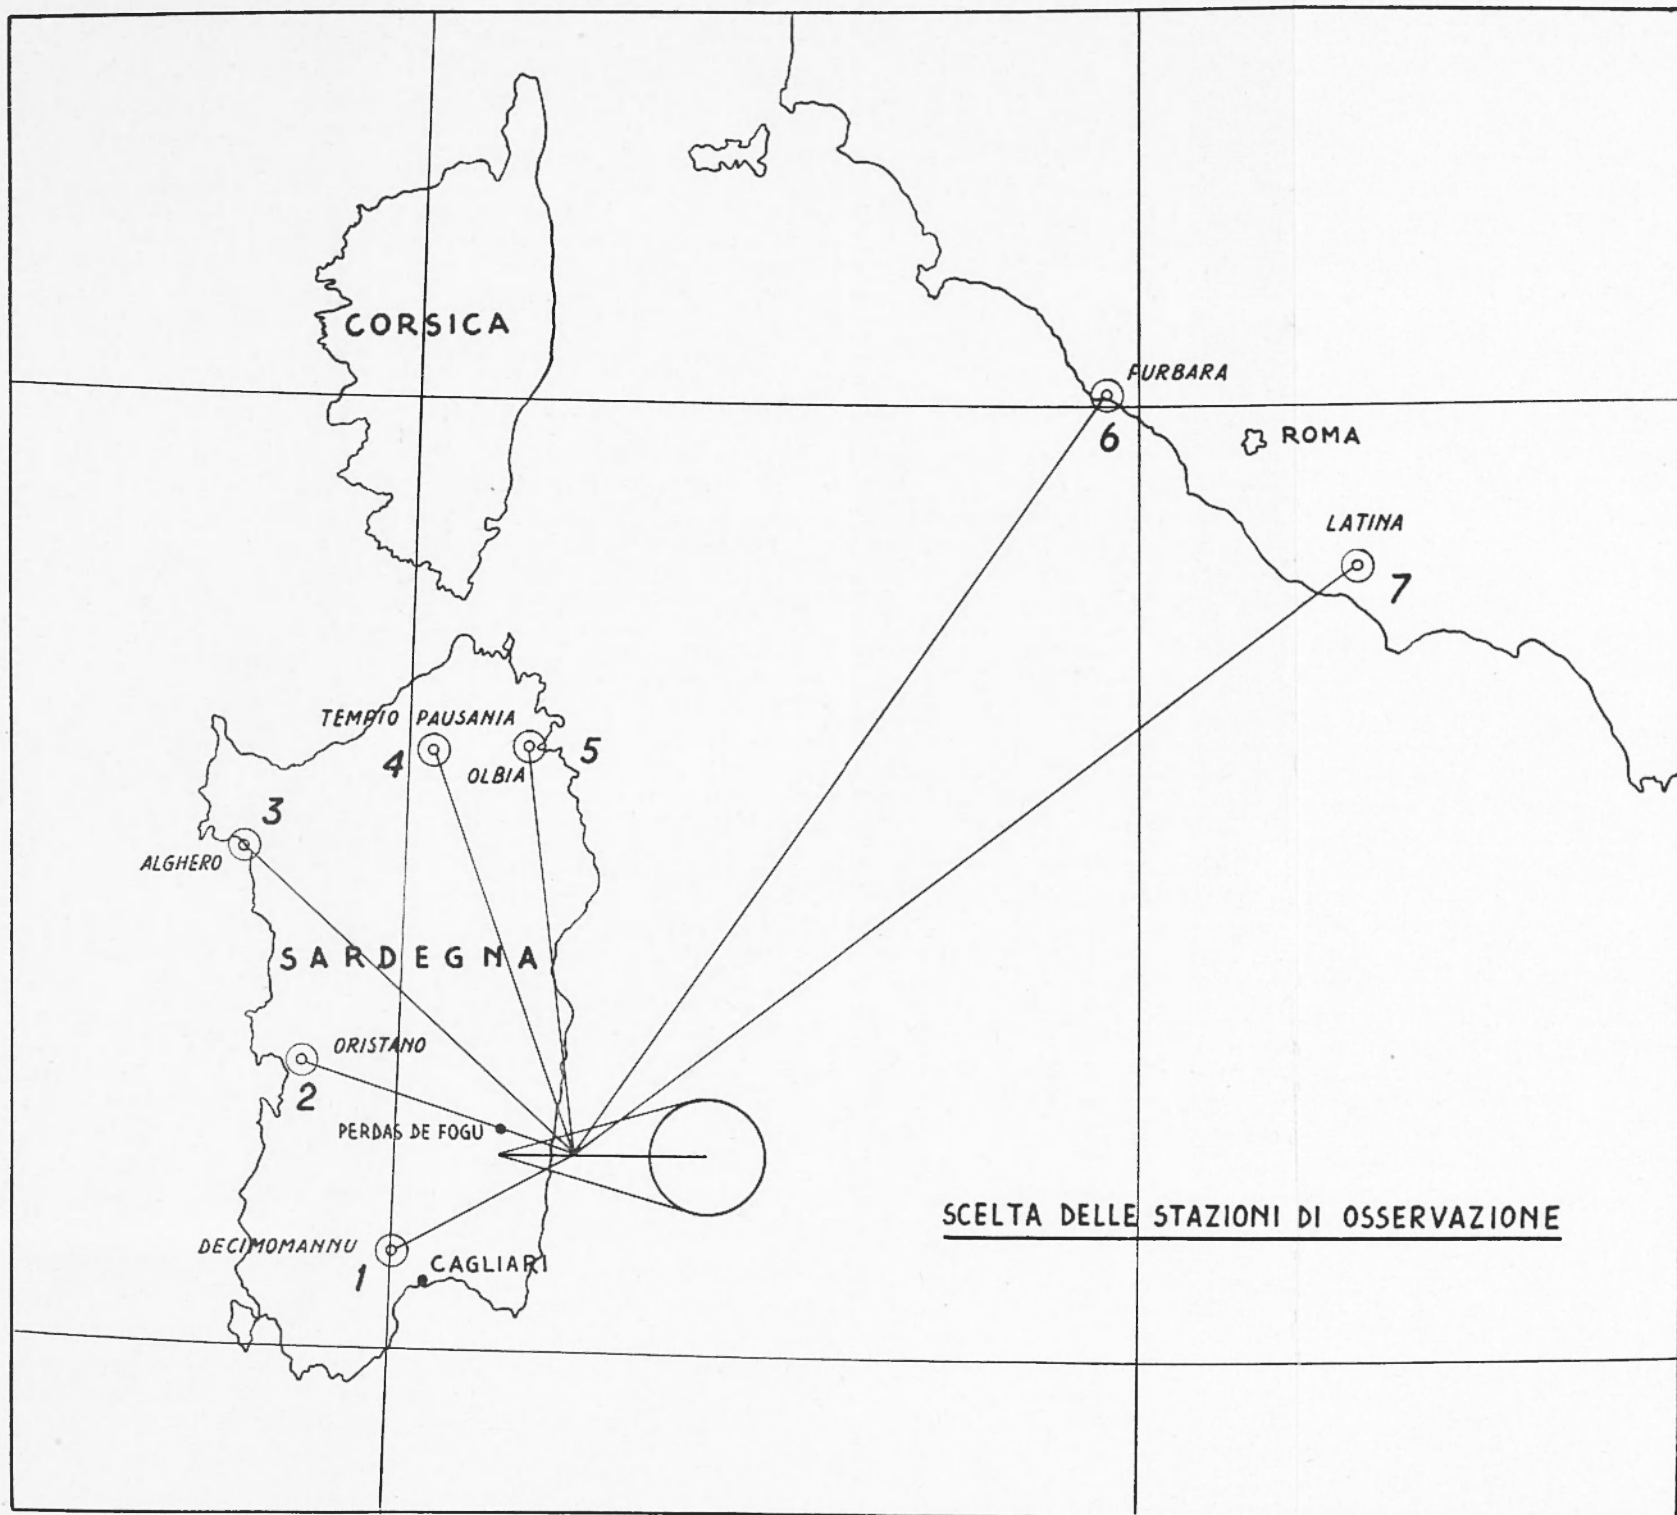 CORSICA
FURBARA
6
ROMA
LATINA
7
TEMPIO PAUSANIA
4
OLBIA
5
3
ALGHERO
SARDEGNA
ORISTANO
2
PERDAS DE FOGU
DECIMOMANNU
1
CAGLIARI
SCELTA DELLE STAZIONI DI OSSERVAZIONE